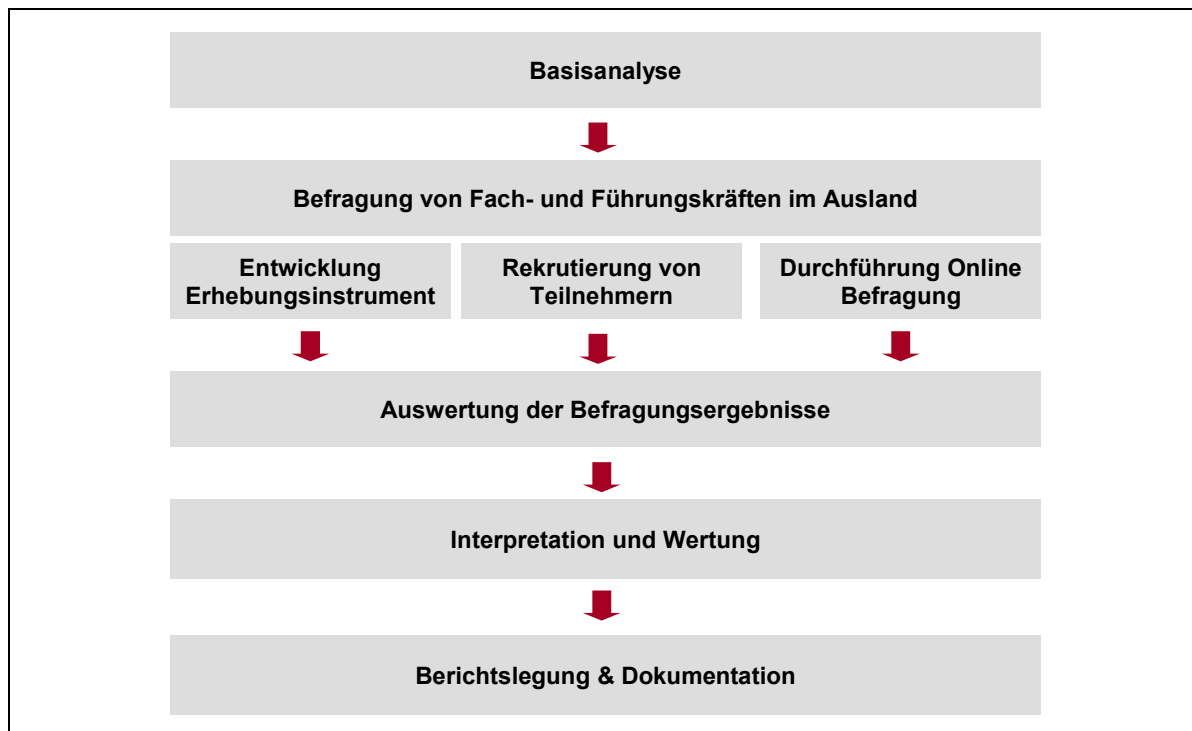 Basisanalyse
Befragung von Fach- und Führungskräften im Ausland
Entwicklung
Erhebungsinstrument
Rekrutierung von
Teilnehmern
Durchführung Online
Befragung
Auswertung der Befragungsergebnisse
Interpretation und Wertung
Berichtslegung & Dokumentation